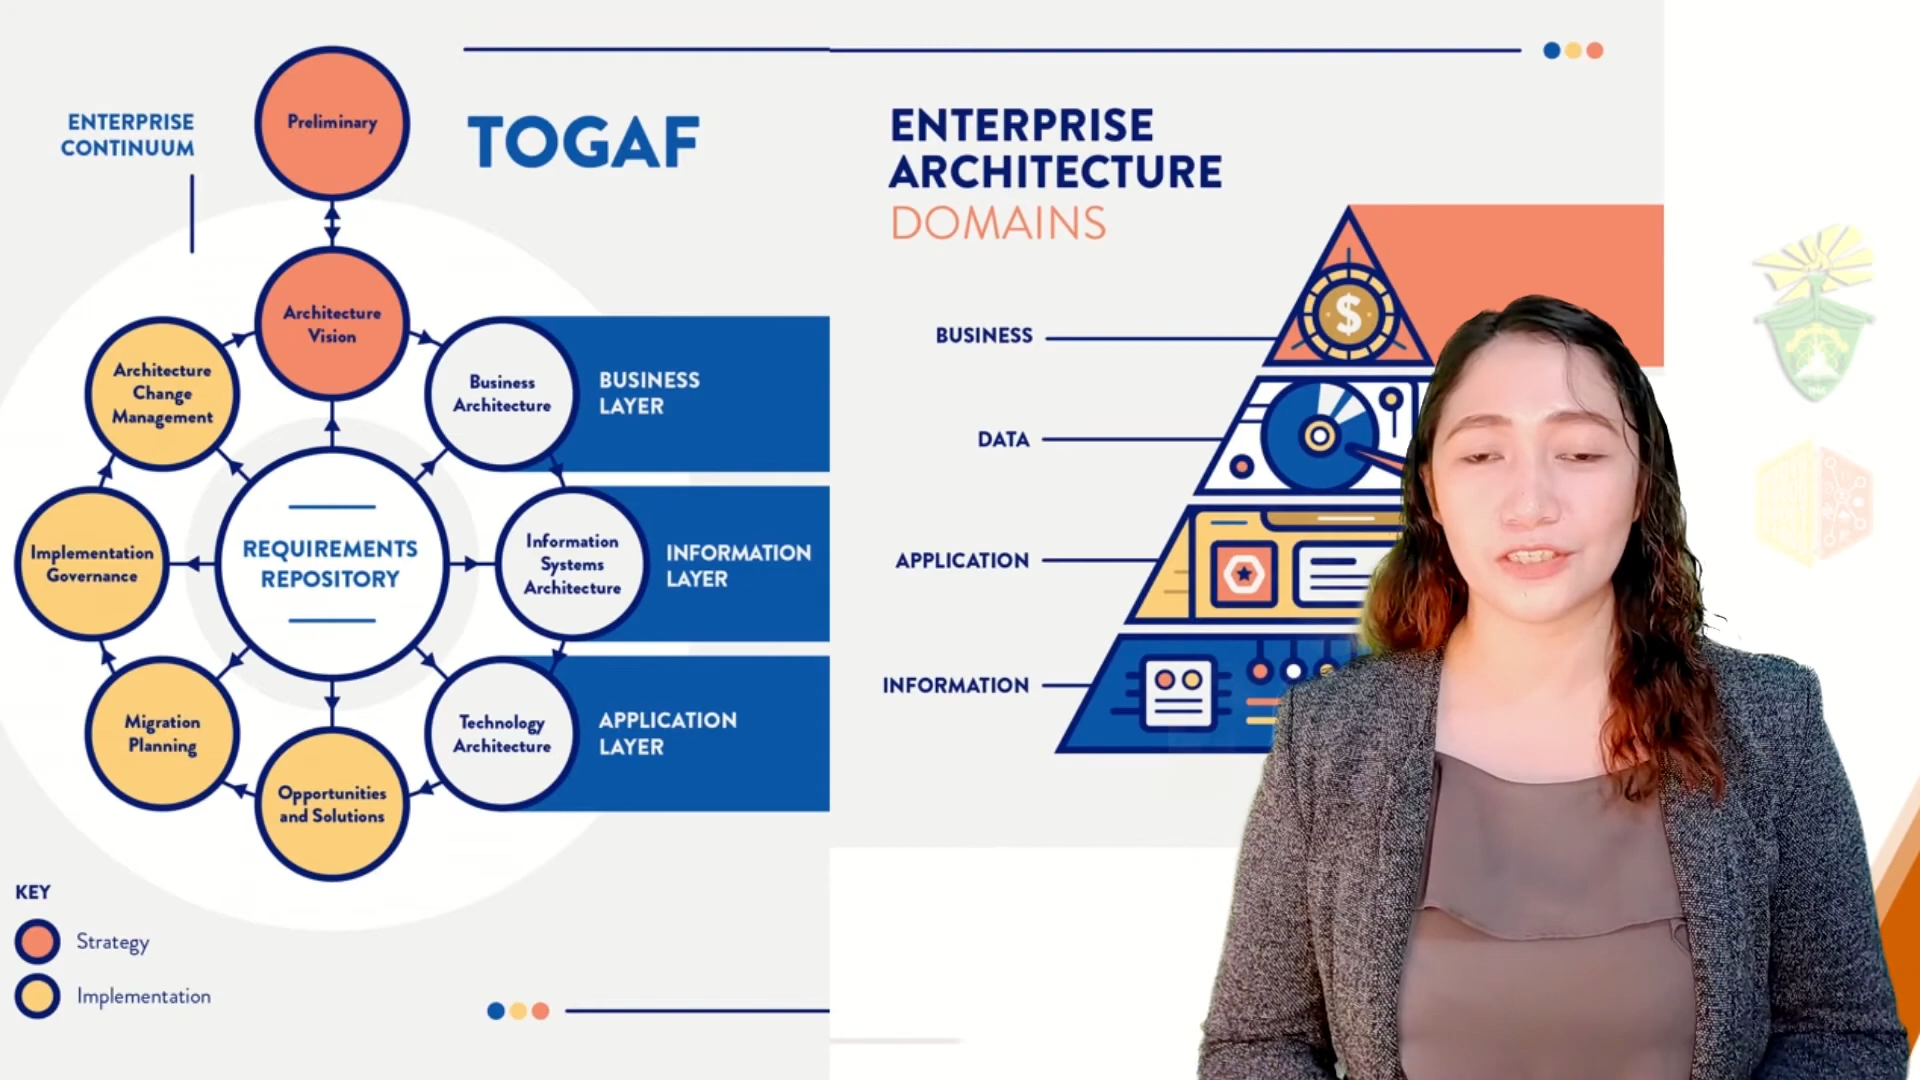 ENTERPRISE
CONTINUUM
Preliminary
TOGAF
Architecture
Vision
Architecture
Change
Management
Business
Architecture
BUSINESS
LAYER
Implementation
Governance
REQUIREMENTS
REPOSITORY
Information
Systems
Architecture
INFORMATION
LAYER
Migration
Planning
Technology
Architecture
APPLICATION
LAYER
Opportunities
and Solutions
KEY
Strategy
Implementation
ENTERPRISE
ARCHITECTURE
DOMAINS
BUSINESS
$
DATA
APPLICATION
INFORMATION